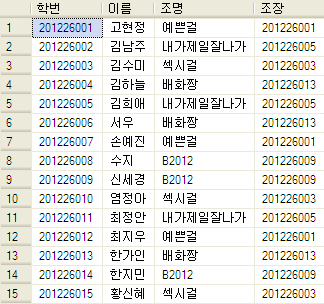 학번 이름 조명 조장
1 201226001 고현정 예쁜걸 201226001
2 201226002 김남주 내가제일잘나가 201226005
3 201226003 김수미 섹시걸 201226003
4 201226004 김하늘 배화짱 201226013
5 201226005 김희애 내가제일잘나가 201226005
6 201226006 서우 배화짱 201226013
7 201226007 손예진 예쁜걸 201226001
8 201226008 수지 B2012 201226009
9 201226009 신세경 B2012 201226009
10 201226010 염정아 섹시걸 201226003
11 201226011 최정안 내가제일잘나가 201226005
12 201226012 최지우 예쁜걸 201226001
13 201226013 한가인 배화짱 201226013
14 201226014 한지민 B2012 201226009
15 201226015 황신혜 섹시걸 201226003